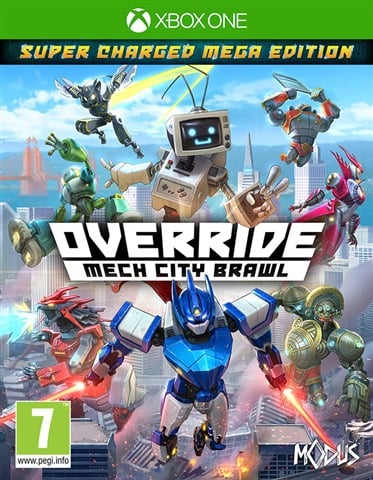 XBOX ONE
SUPER CHARGED MEGA EDITION
OVERRIDE
MECH CITY BRAWL
7
www.pegi.info
MODUS